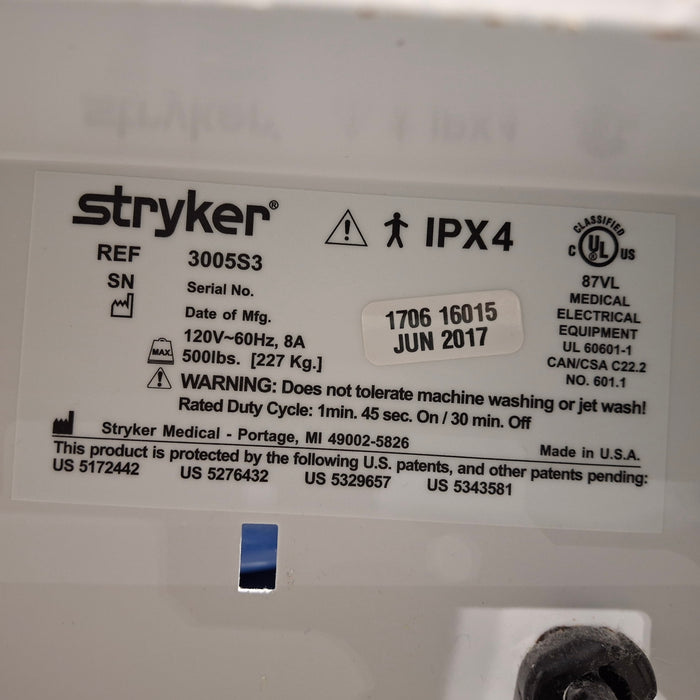 stryker®
IPX4
REF 3005S3
SN Serial No.
Date of Mfg.
1706 16015
JUN 2017
120V~60Hz, 8A
MAX. 500lbs. [227 Kg.]
CLASSIFIED
C UL® US
87VL
MEDICAL
ELECTRICAL
EQUIPMENT
UL 60601-1
CAN/CSA C22.2
NO. 601.1
WARNING: Does not tolerate machine washing or jet wash!
Rated Duty Cycle: 1min. 45 sec. On / 30 min. Off
Stryker Medical - Portage, MI 49002-5826
Made in U.S.A.
This product is protected by the following U.S. patents, and other patents pending:
US 5172442 US 5276432 US 5329657 US 5343581